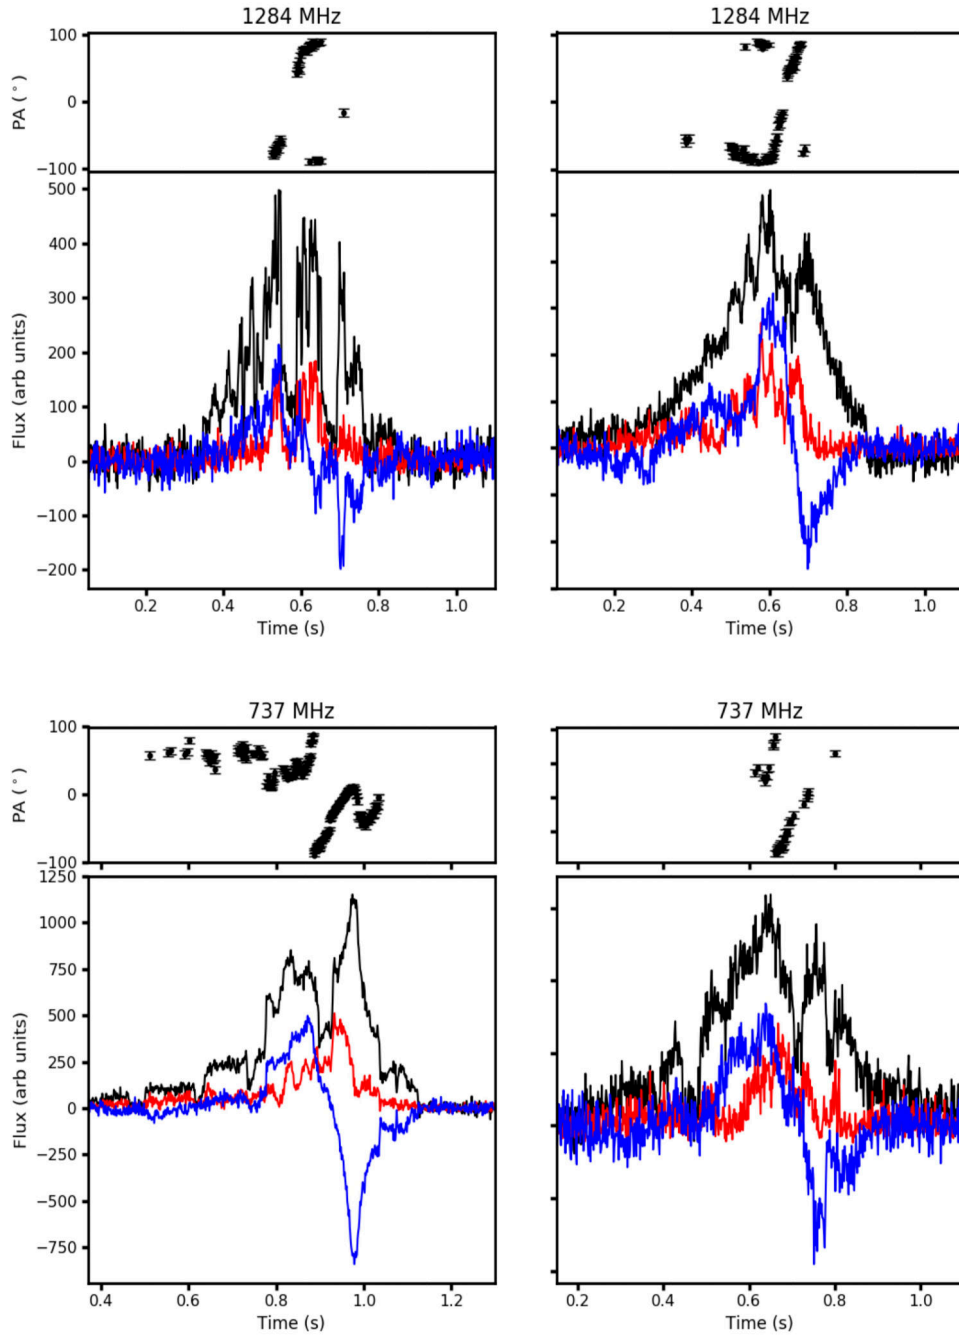 1284 MHz
1284 MHz
PA (°)
100
0
−100
Flux (arb units)
500
400
300
200
100
0
−100
−200
0.2 0.4 0.6 0.8 1.0
0.2 0.4 0.6 0.8 1.0
Time (s)
Time (s)
737 MHz
737 MHz
PA (°)
100
0
−100
Flux (arb units)
1250
1000
750
500
250
0
−250
−500
−750
0.4 0.6 0.8 1.0 1.2
0.2 0.4 0.6 0.8 1.0
Time (s)
Time (s)